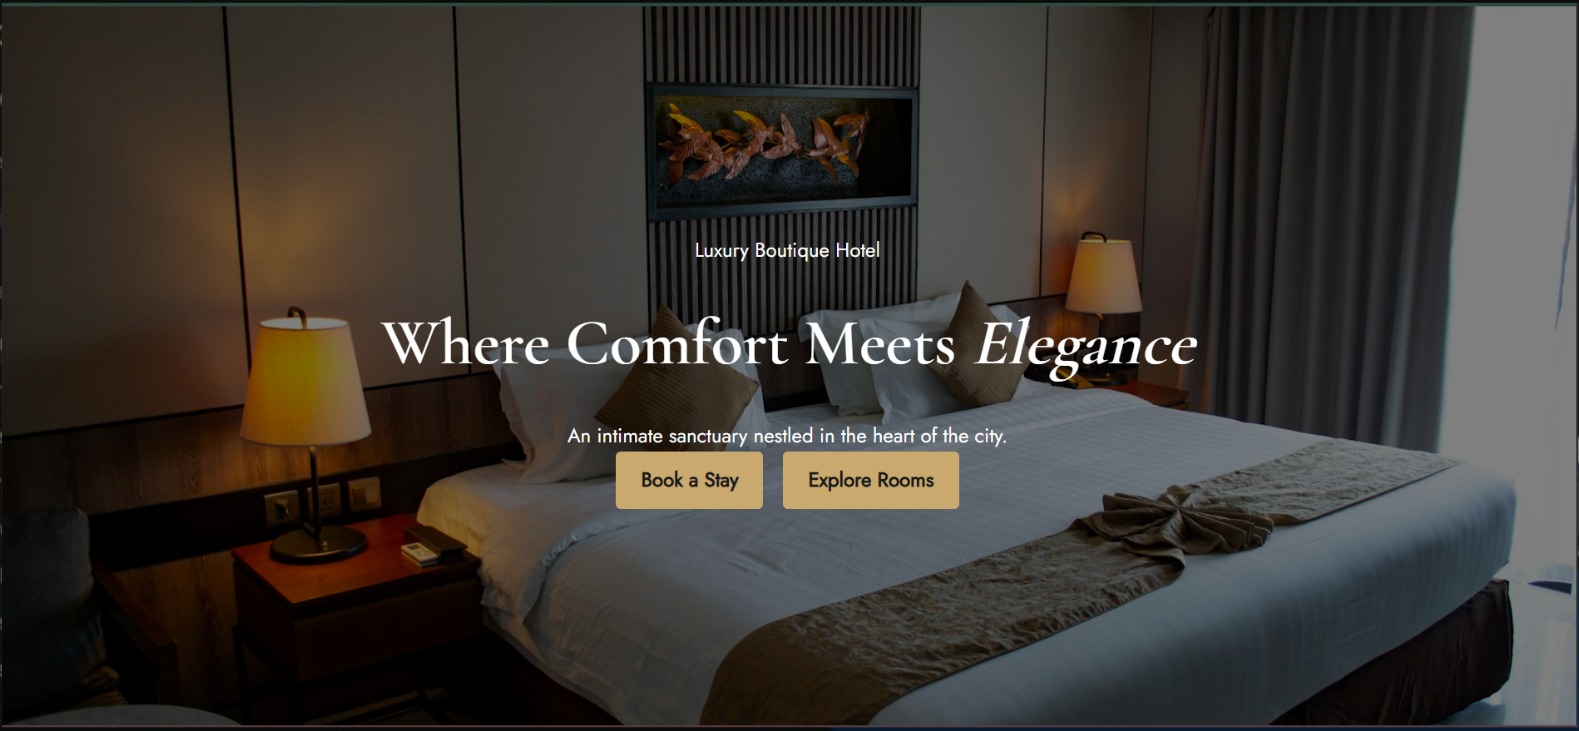 Luxury Boutique Hotel
Where Comfort Meets Elegance
An intimate sanctuary nestled in the heart of the city.
Book a Stay
Explore Rooms